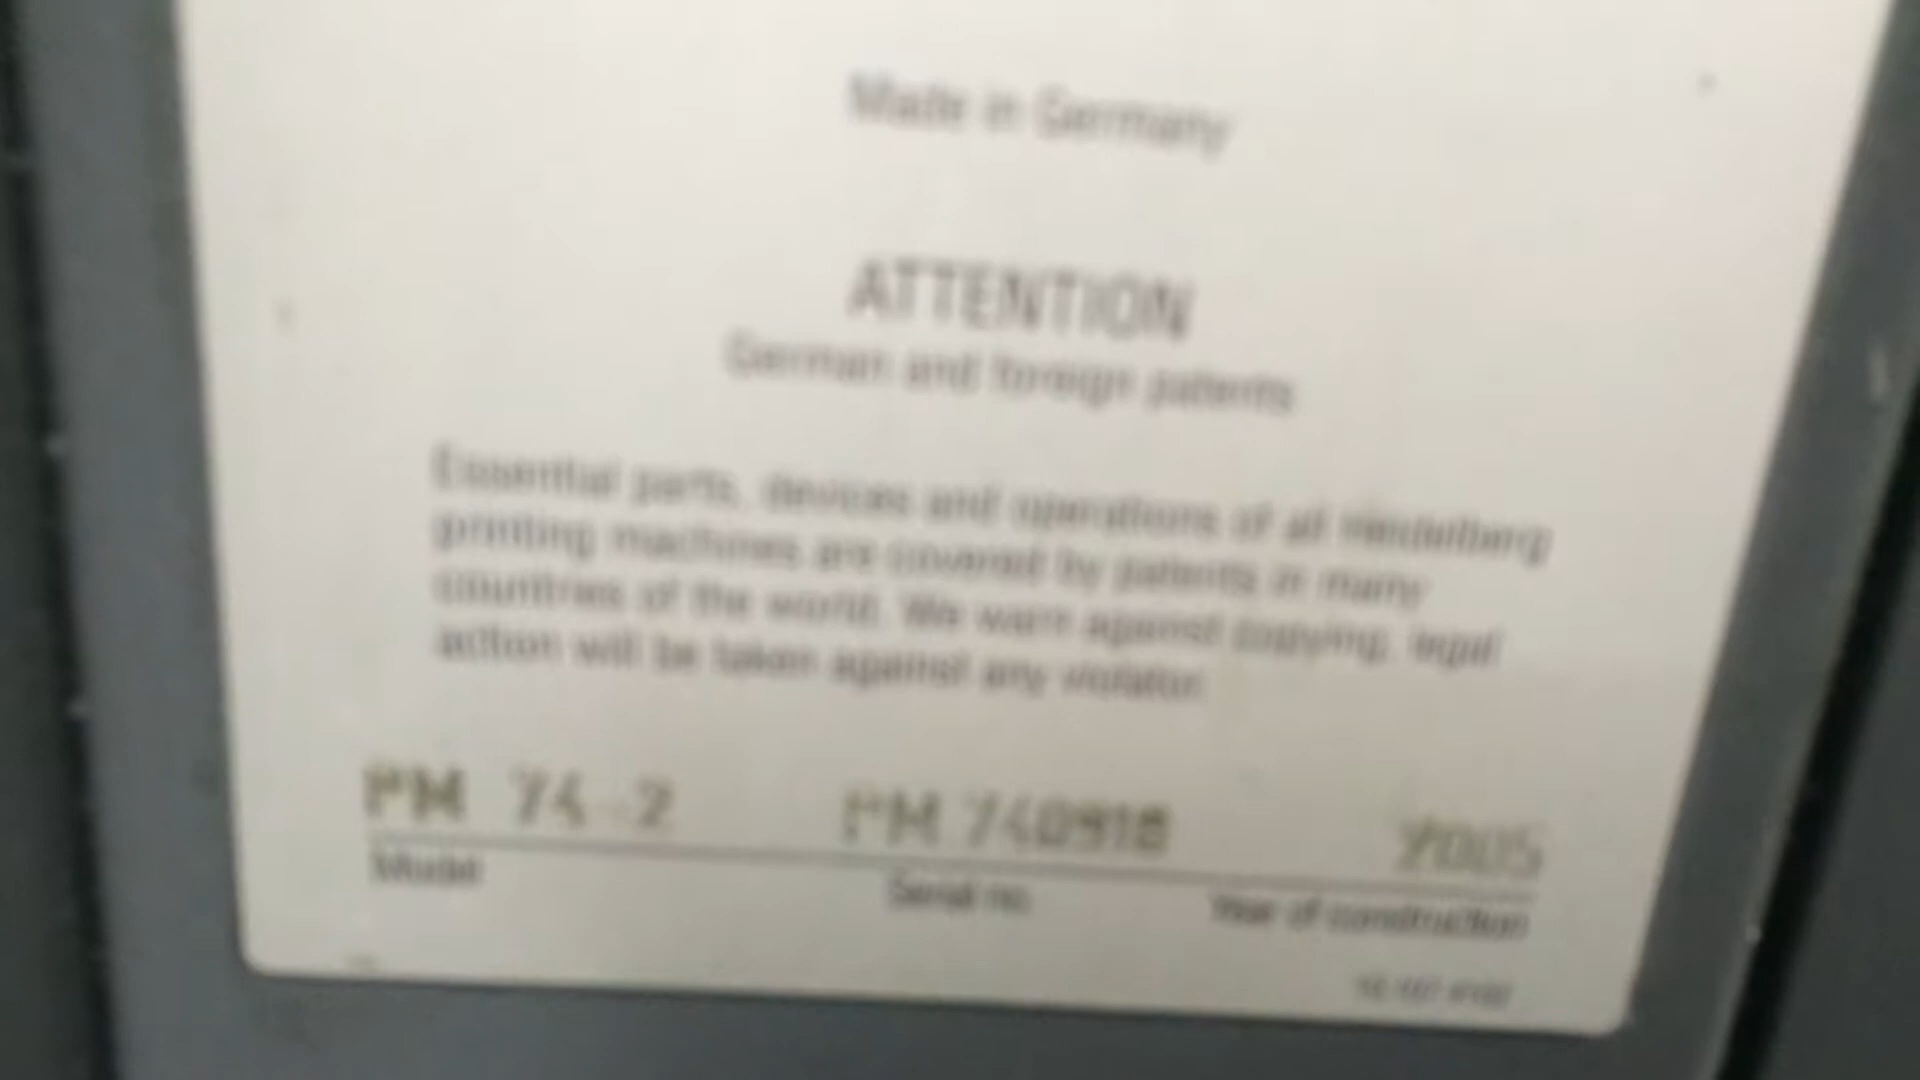 Made in Germany
ATTENTION
German and foreign patents
Essential parts, devices and operations of all Heidelberg
printing machines are covered by patents in many
countries of the world. We warn against copying, legal
action will be taken against any violator.
PM 74-2 PM 740918 2005
Model Serial no. Year of construction